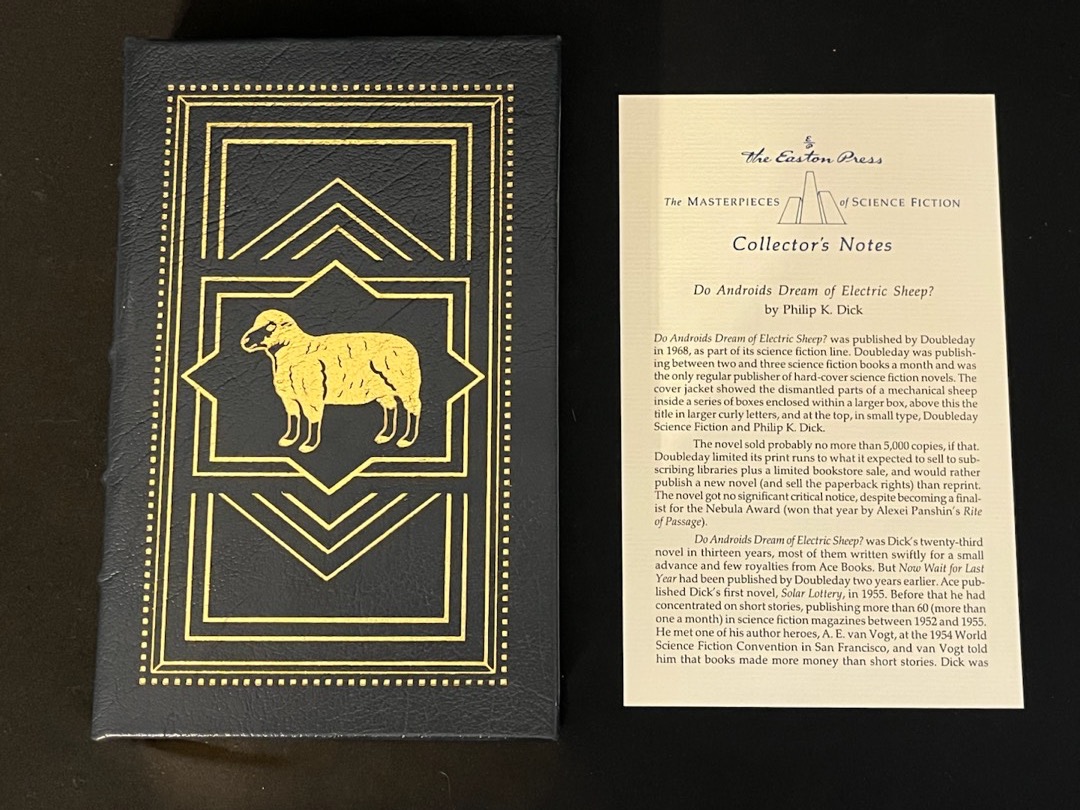 E
P
The Easton Press
The MASTERPIECES of SCIENCE FICTION
Collector's Notes
Do Androids Dream of Electric Sheep?
by Philip K. Dick
Do Androids Dream of Electric Sheep? was published by Doubleday
in 1968, as part of its science fiction line. Doubleday was publish-
ing between two and three science fiction books a month and was
the only regular publisher of hard-cover science fiction novels. The
cover jacket showed the dismantled parts of a mechanical sheep
inside a series of boxes enclosed within a larger box, above this the
title in larger curly letters, and at the top, in small type, Doubleday
Science Fiction and Philip K. Dick.
The novel sold probably no more than 5,000 copies, if that.
Doubleday limited its print runs to what it expected to sell to sub-
scribing libraries plus a limited bookstore sale, and would rather
publish a new novel (and sell the paperback rights) than reprint.
The novel got no significant critical notice, despite becoming a final-
ist for the Nebula Award (won that year by Alexei Panshin's Rite
of Passage).
Do Androids Dream of Electric Sheep? was Dick's twenty-third
novel in thirteen years, most of them written swiftly for a small
advance and few royalties from Ace Books. But Now Wait for Last
Year had been published by Doubleday two years earlier. Ace pub-
lished Dick's first novel, Solar Lottery, in 1955. Before that he had
concentrated on short stories, publishing more than 60 (more than
one a month) in science fiction magazines between 1952 and 1955.
He met one of his author heroes, A. E. van Vogt, at the 1954 World
Science Fiction Convention in San Francisco, and van Vogt told
him that books made more money than short stories. Dick was